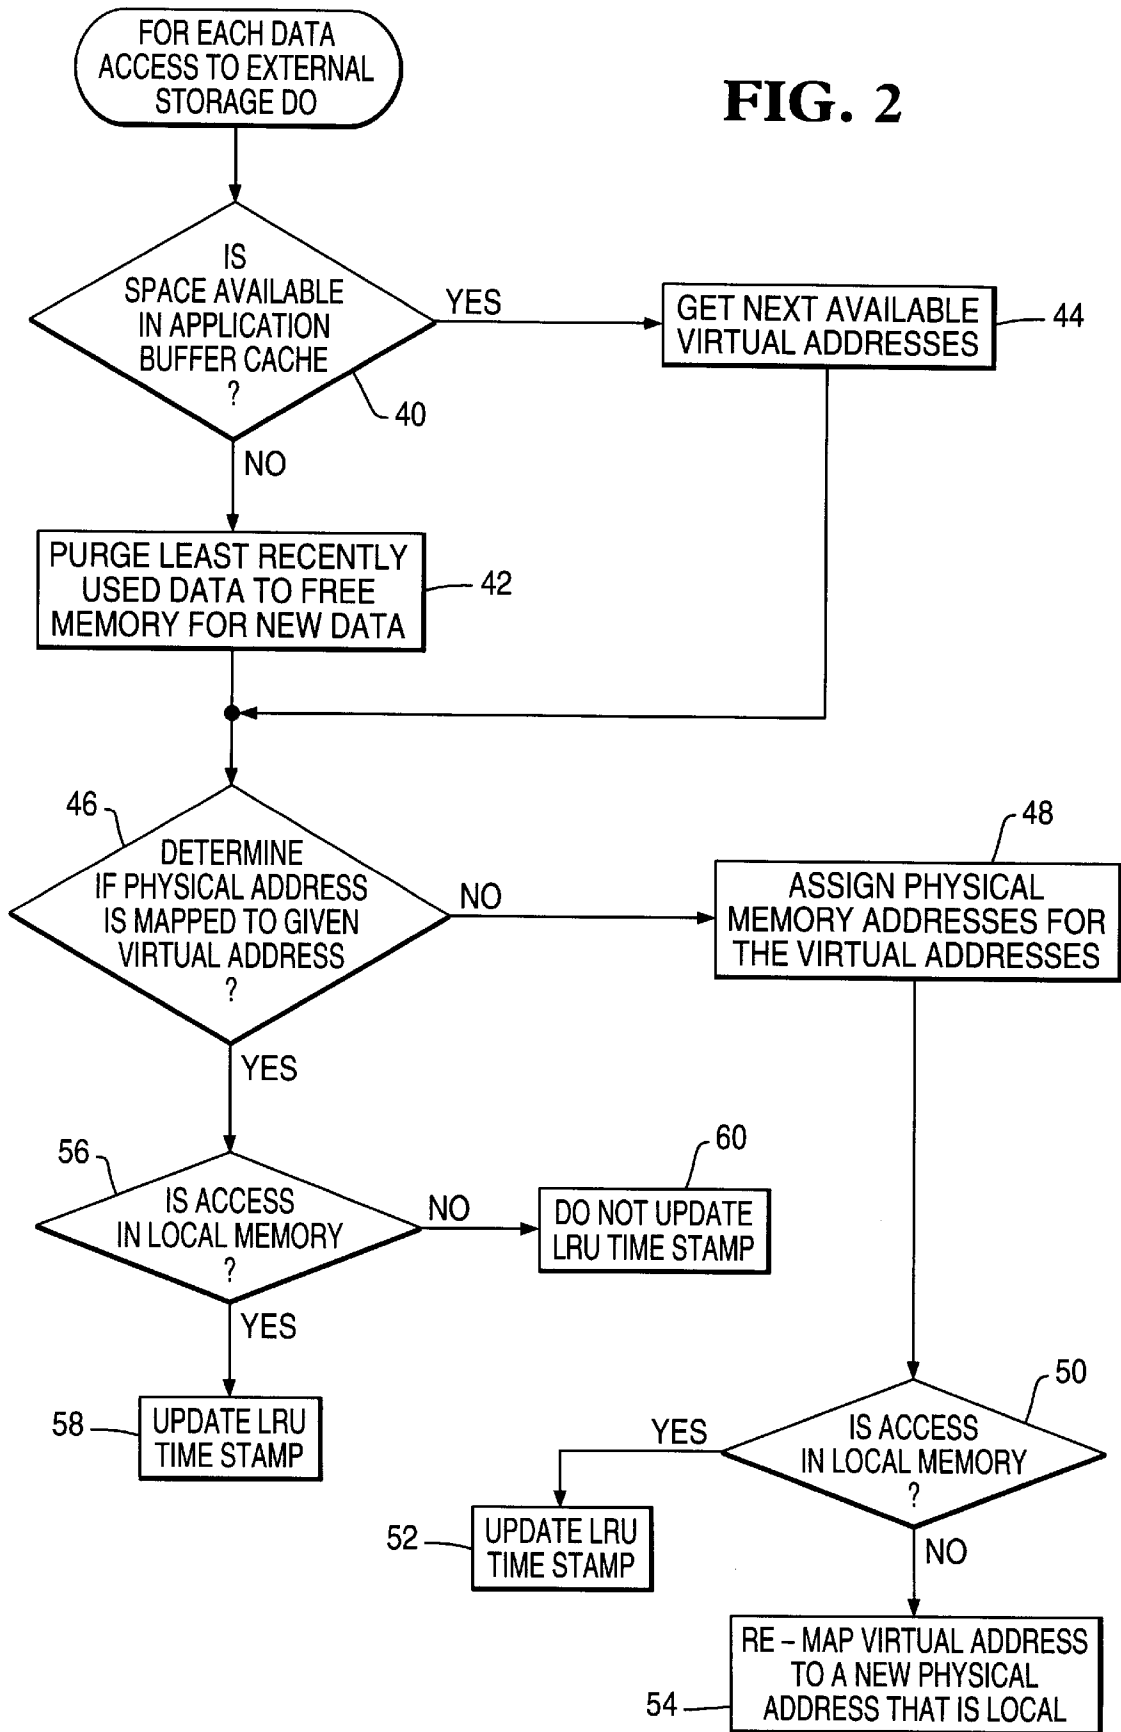 FOR EACH DATA
ACCESS TO EXTERNAL
STORAGE DO
FIG. 2
IS
SPACE AVAILABLE
IN APPLICATION
BUFFER CACHE
?
40
YES
GET NEXT AVAILABLE
VIRTUAL ADDRESSES
44
NO
PURGE LEAST RECENTLY
USED DATA TO FREE
MEMORY FOR NEW DATA
42
46
DETERMINE
IF PHYSICAL ADDRESS
IS MAPPED TO GIVEN
VIRTUAL ADDRESS
?
NO
48
ASSIGN PHYSICAL
MEMORY ADDRESSES FOR
THE VIRTUAL ADDRESSES
YES
56
IS ACCESS
IN LOCAL MEMORY
?
NO
60
DO NOT UPDATE
LRU TIME STAMP
YES
58
UPDATE LRU
TIME STAMP
50
IS ACCESS
IN LOCAL MEMORY
?
YES
52
UPDATE LRU
TIME STAMP
NO
54
RE – MAP VIRTUAL ADDRESS
TO A NEW PHYSICAL
ADDRESS THAT IS LOCAL